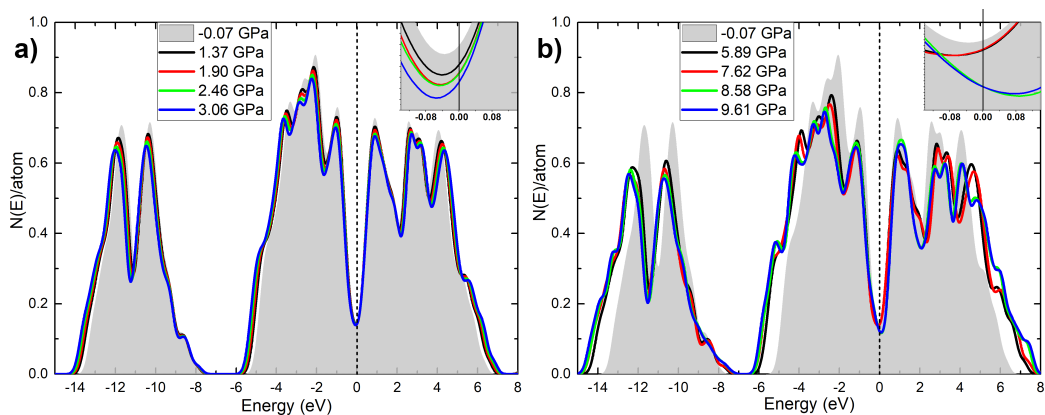 a)
-0.07 GPa
1.37 GPa
1.90 GPa
2.46 GPa
3.06 GPa
-0.08 0.00 0.08
N(E)/atom
1.0
0.8
0.6
0.4
0.2
0.0
-14 -12 -10 -8 -6 -4 -2 0 2 4 6 8
Energy (eV)
b)
-0.07 GPa
5.89 GPa
7.62 GPa
8.58 GPa
9.61 GPa
-0.08 0.00 0.08
N(E)/atom
1.0
0.8
0.6
0.4
0.2
0.0
-14 -12 -10 -8 -6 -4 -2 0 2 4 6 8
Energy (eV)